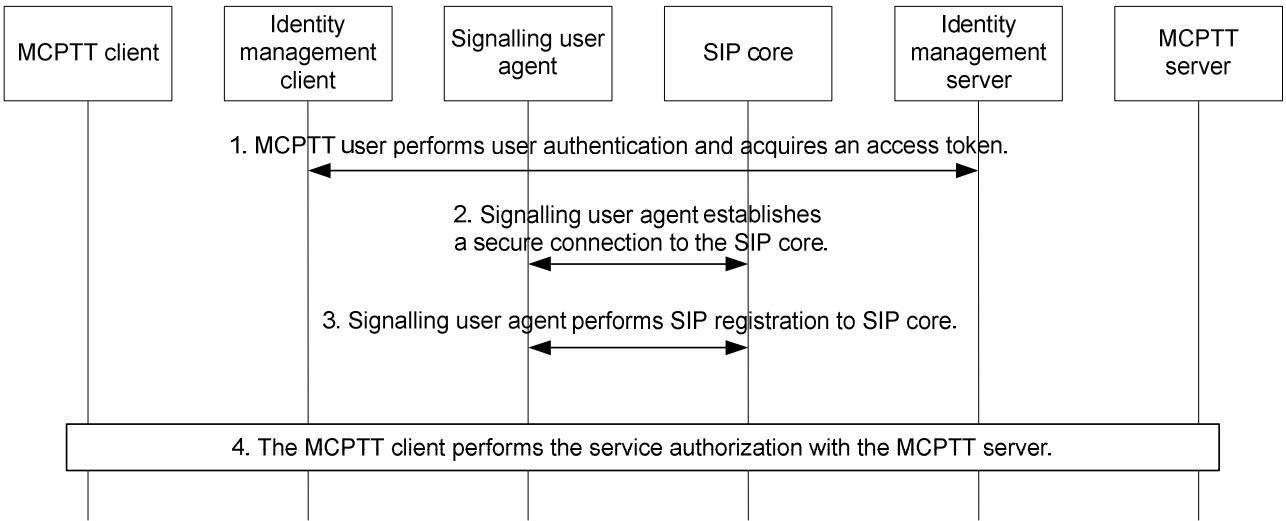 MCPTT client
Identity
management
client
Signalling user
agent
SIP core
Identity
management
server
MCPTT
server
1. MCPTT user performs user authentication and acquires an access token.
2. Signalling user agent establishes
a secure connection to the SIP core.
3. Signalling user agent performs SIP registration to SIP core.
4. The MCPTT client performs the service authorization with the MCPTT server.